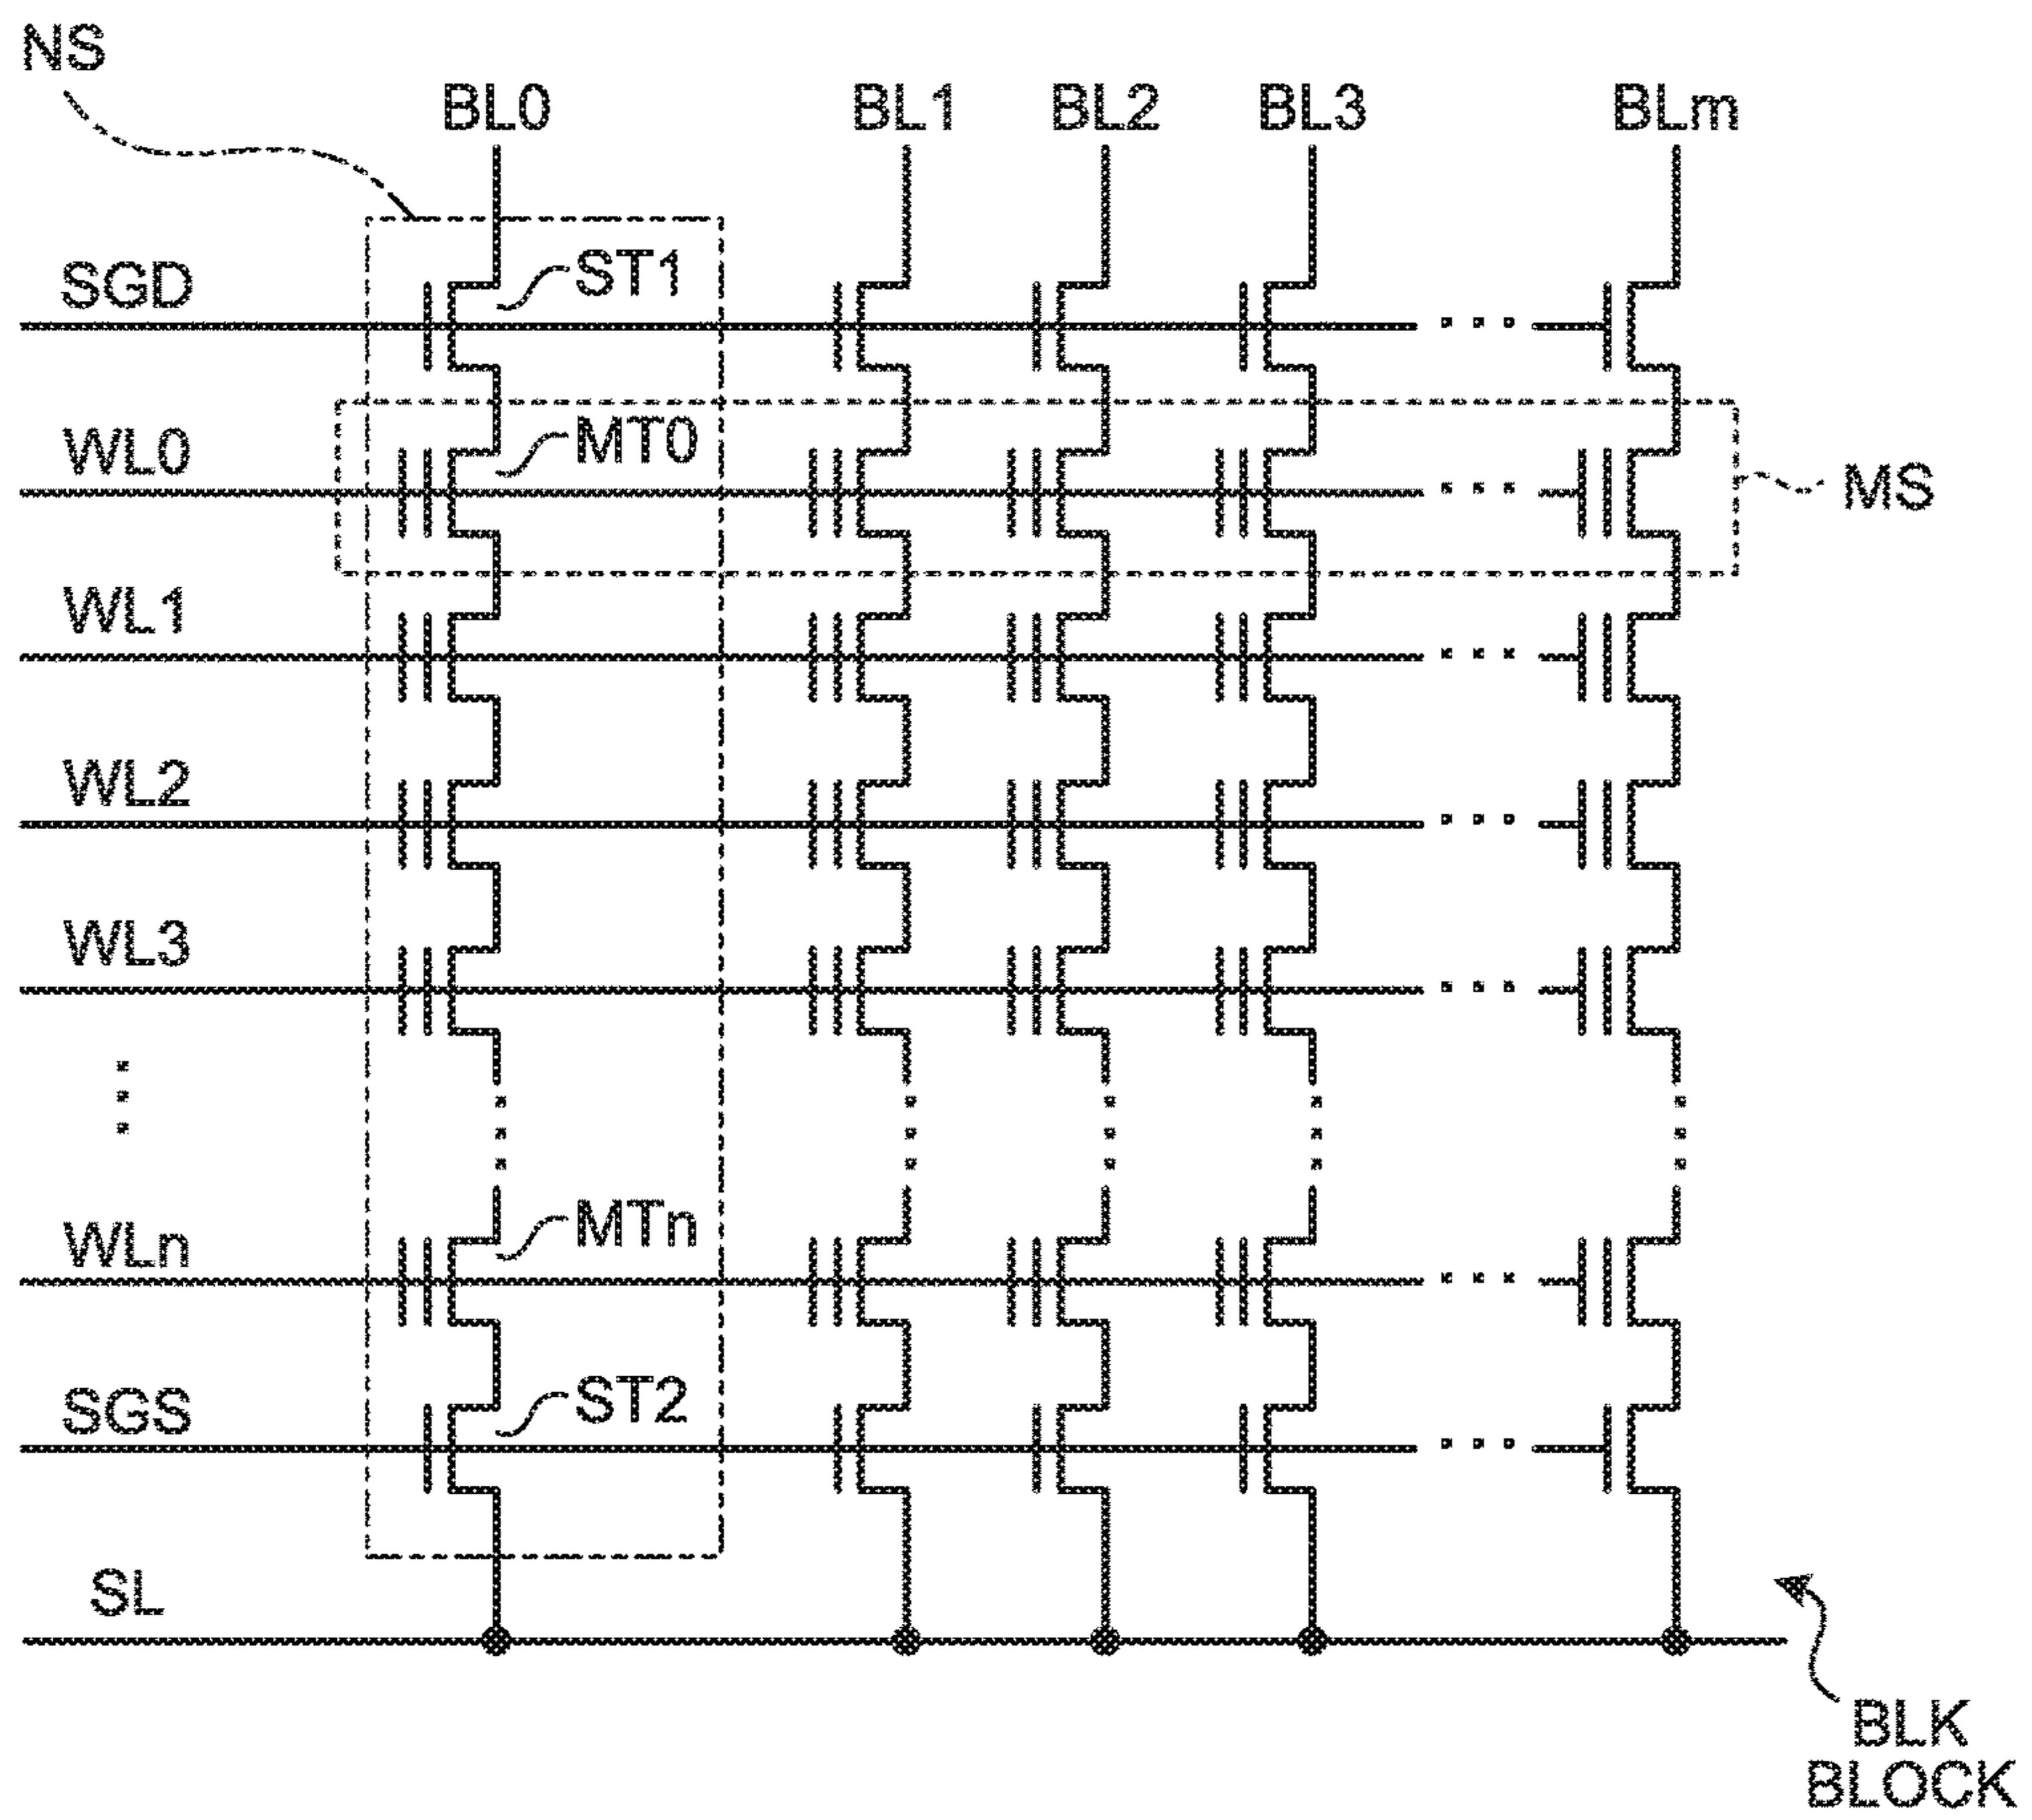 NS
BL0 BL1 BL2 BL3 BLm
SGD
ST1
WL0
MT0
MS
WL1
WL2
WL3
WLn
MTn
SGS
ST2
SL
BLK
BLOCK